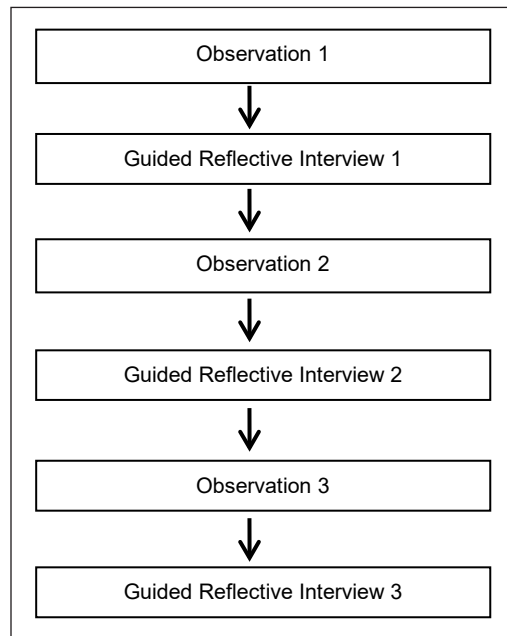 Observation 1
Guided Reflective Interview 1
Observation 2
Guided Reflective Interview 2
Observation 3
Guided Reflective Interview 3